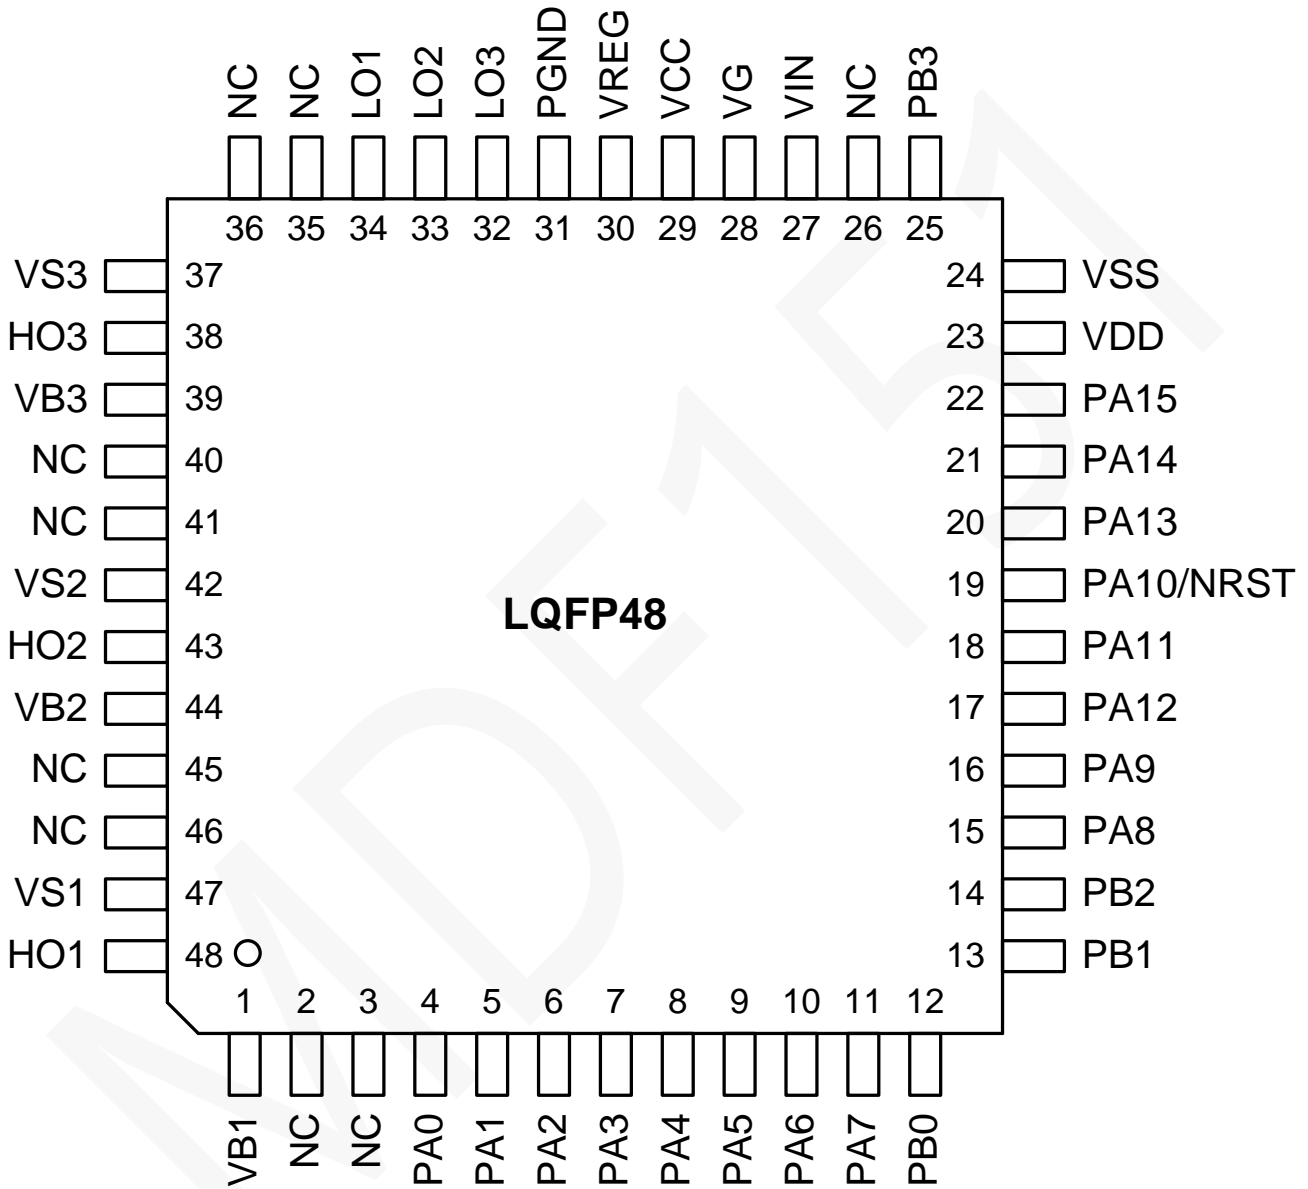 NC NC LO1 LO2 LO3 PGND VREG VCC VG VIN NC PB3
36 35 34 33 32 31 30 29 28 27 26 25
VS3 37 24 VSS
HO3 38 23 VDD
VB3 39 22 PA15
NC 40 21 PA14
NC 41 20 PA13
VS2 42 19 PA10/NRST
LQFP48
HO2 43 18 PA11
VB2 44 17 PA12
NC 45 16 PA9
NC 46 15 PA8
VS1 47 14 PB2
HO1 48 13 PB1
1 2 3 4 5 6 7 8 9 10 11 12
VB1 NC NC PA0 PA1 PA2 PA3 PA4 PA5 PA6 PA7 PB0
MDF151